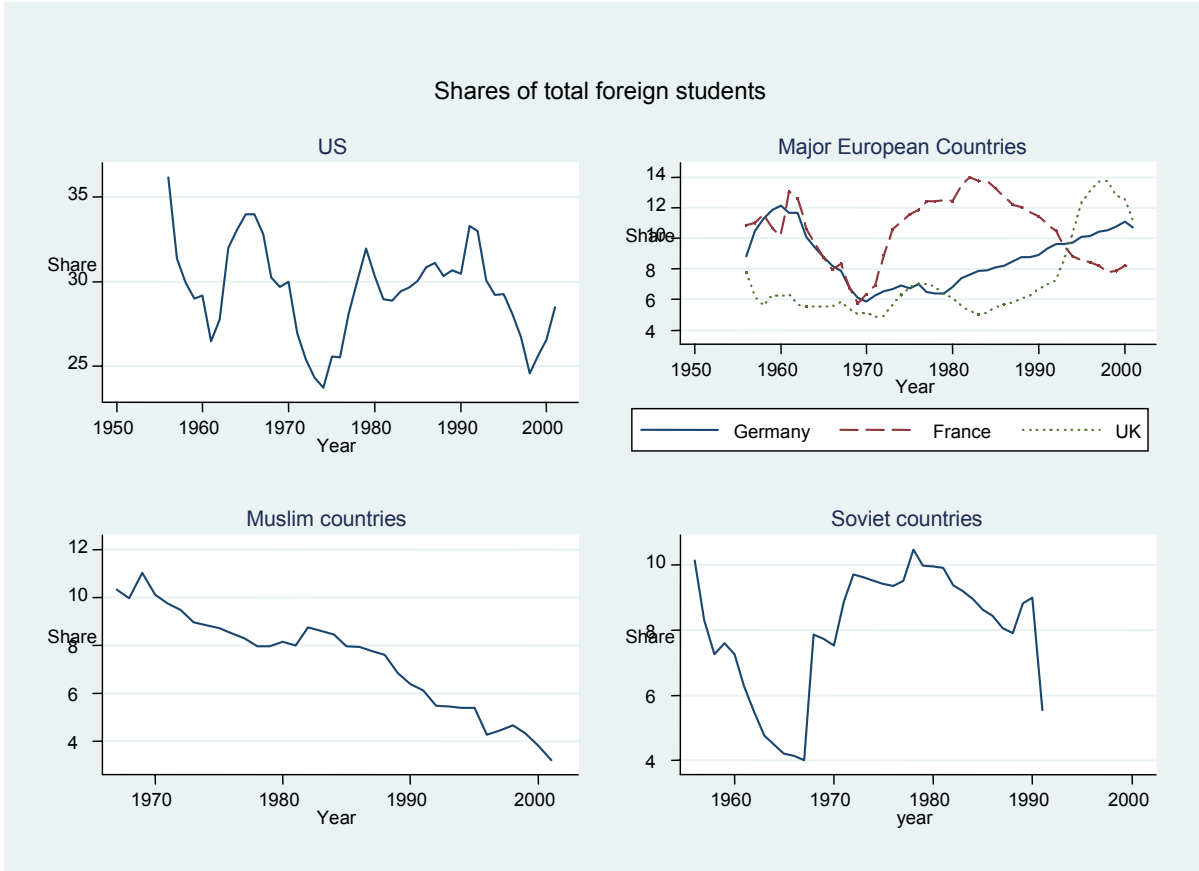 Shares of total foreign students
US
35
30
25
Share
1950 1960 1970 1980 1990 2000
Year
Major European Countries
14
12
10
8
6
4
Share
1950 1960 1970 1980 1990 2000
Year
Germany France UK
Muslim countries
12
10
8
6
4
Share
1970 1980 1990 2000
Year
Soviet countries
10
8
6
4
Share
1960 1970 1980 1990 2000
year